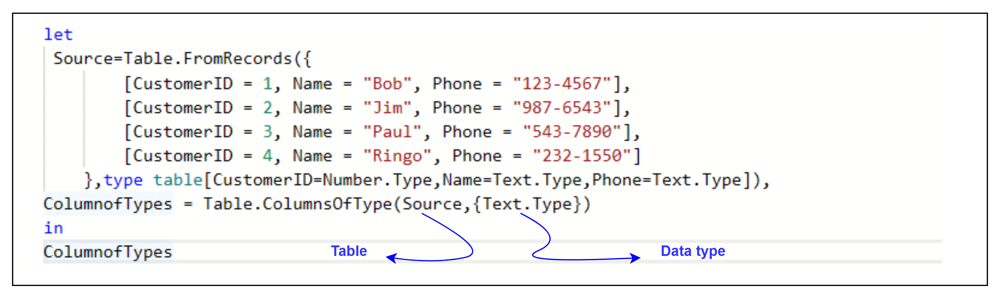 let
Source=Table.FromRecords({
[CustomerID = 1, Name = "Bob", Phone = "123-4567"],
[CustomerID = 2, Name = "Jim", Phone = "987-6543"],
[CustomerID = 3, Name = "Paul", Phone = "543-7890"],
[CustomerID = 4, Name = "Ringo", Phone = "232-1550"]
},type table[CustomerID=Number.Type,Name=Text.Type,Phone=Text.Type]),
ColumnofTypes = Table.ColumnsOfType(Source,{Text.Type})
in
ColumnofTypes Table Data type